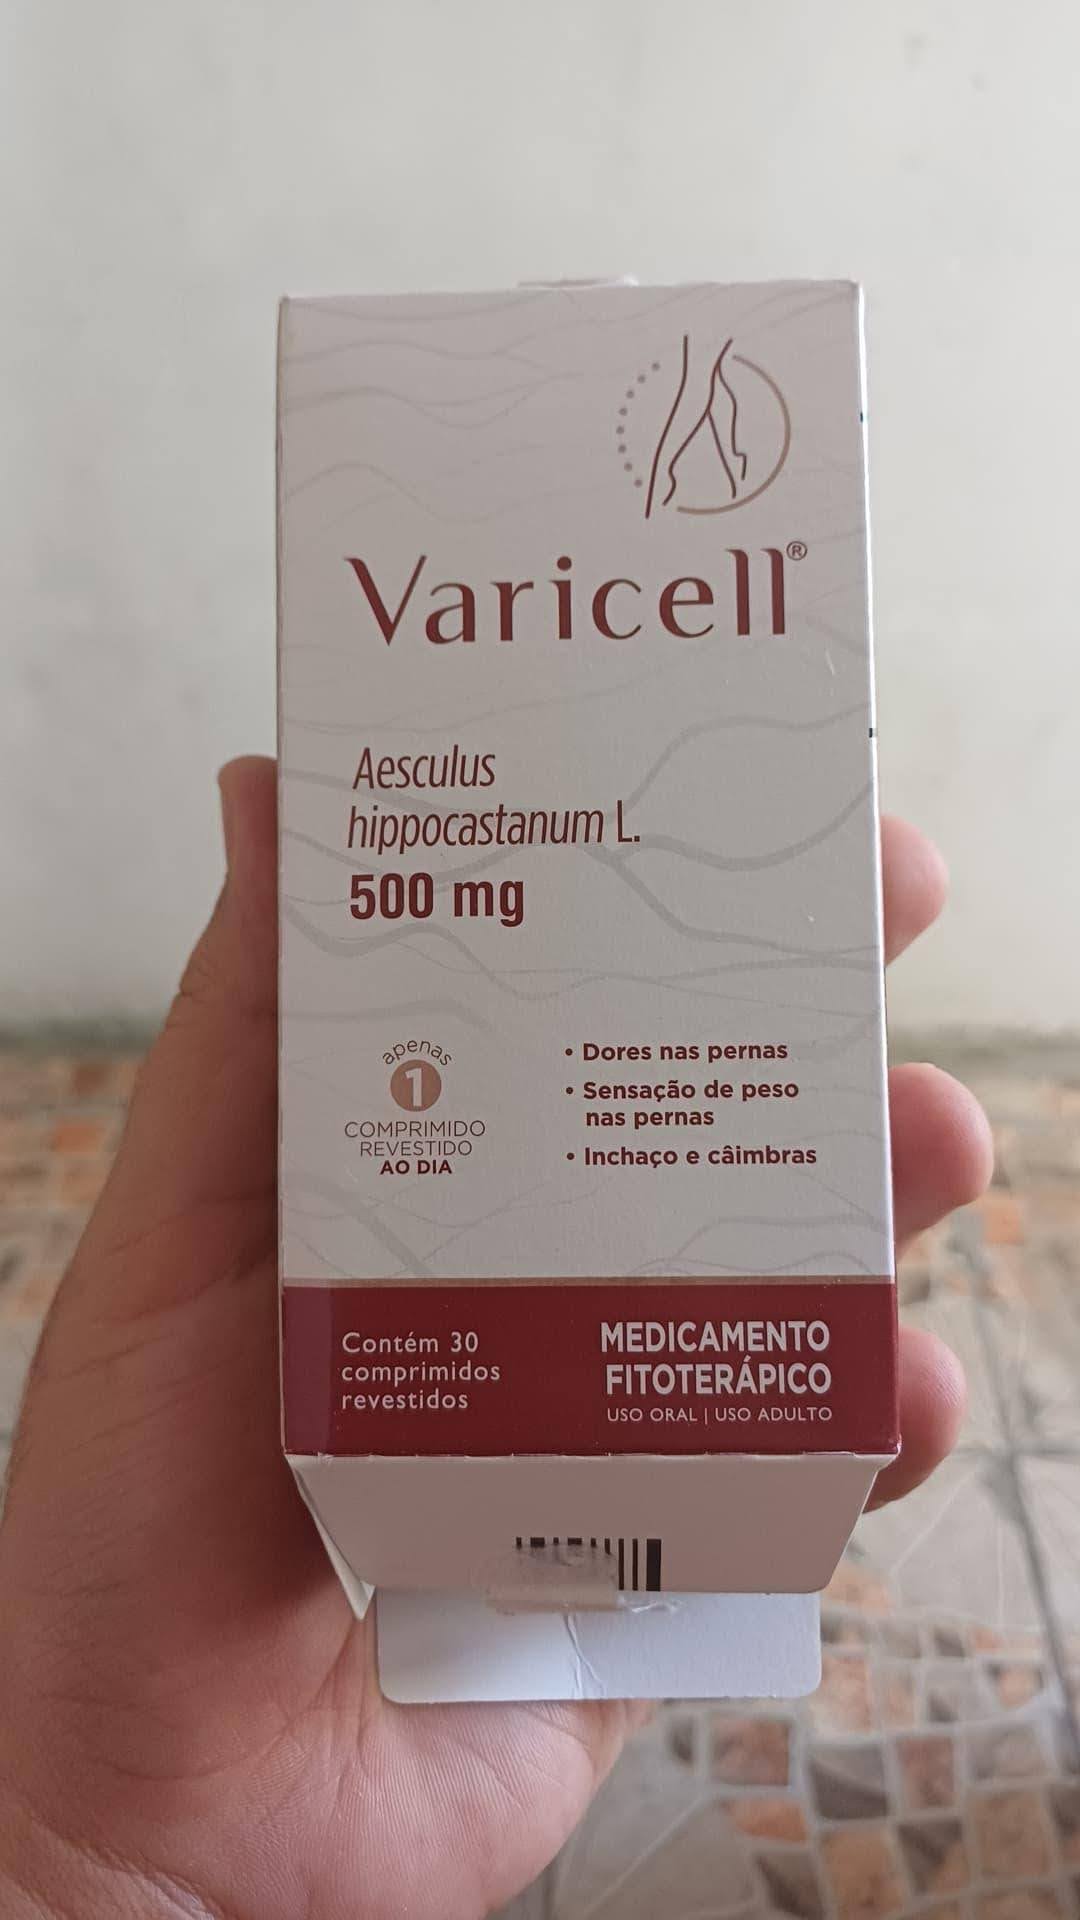 Varicell®
Aesculus
hippocastanum L.
500 mg
apenas
1
COMPRIMIDO
REVESTIDO
AO DIA
• Dores nas pernas
• Sensação de peso
nas pernas
• Inchaço e câimbras
Contém 30
comprimidos
revestidos
MEDICAMENTO
FITOTERÁPICO
USO ORAL | USO ADULTO